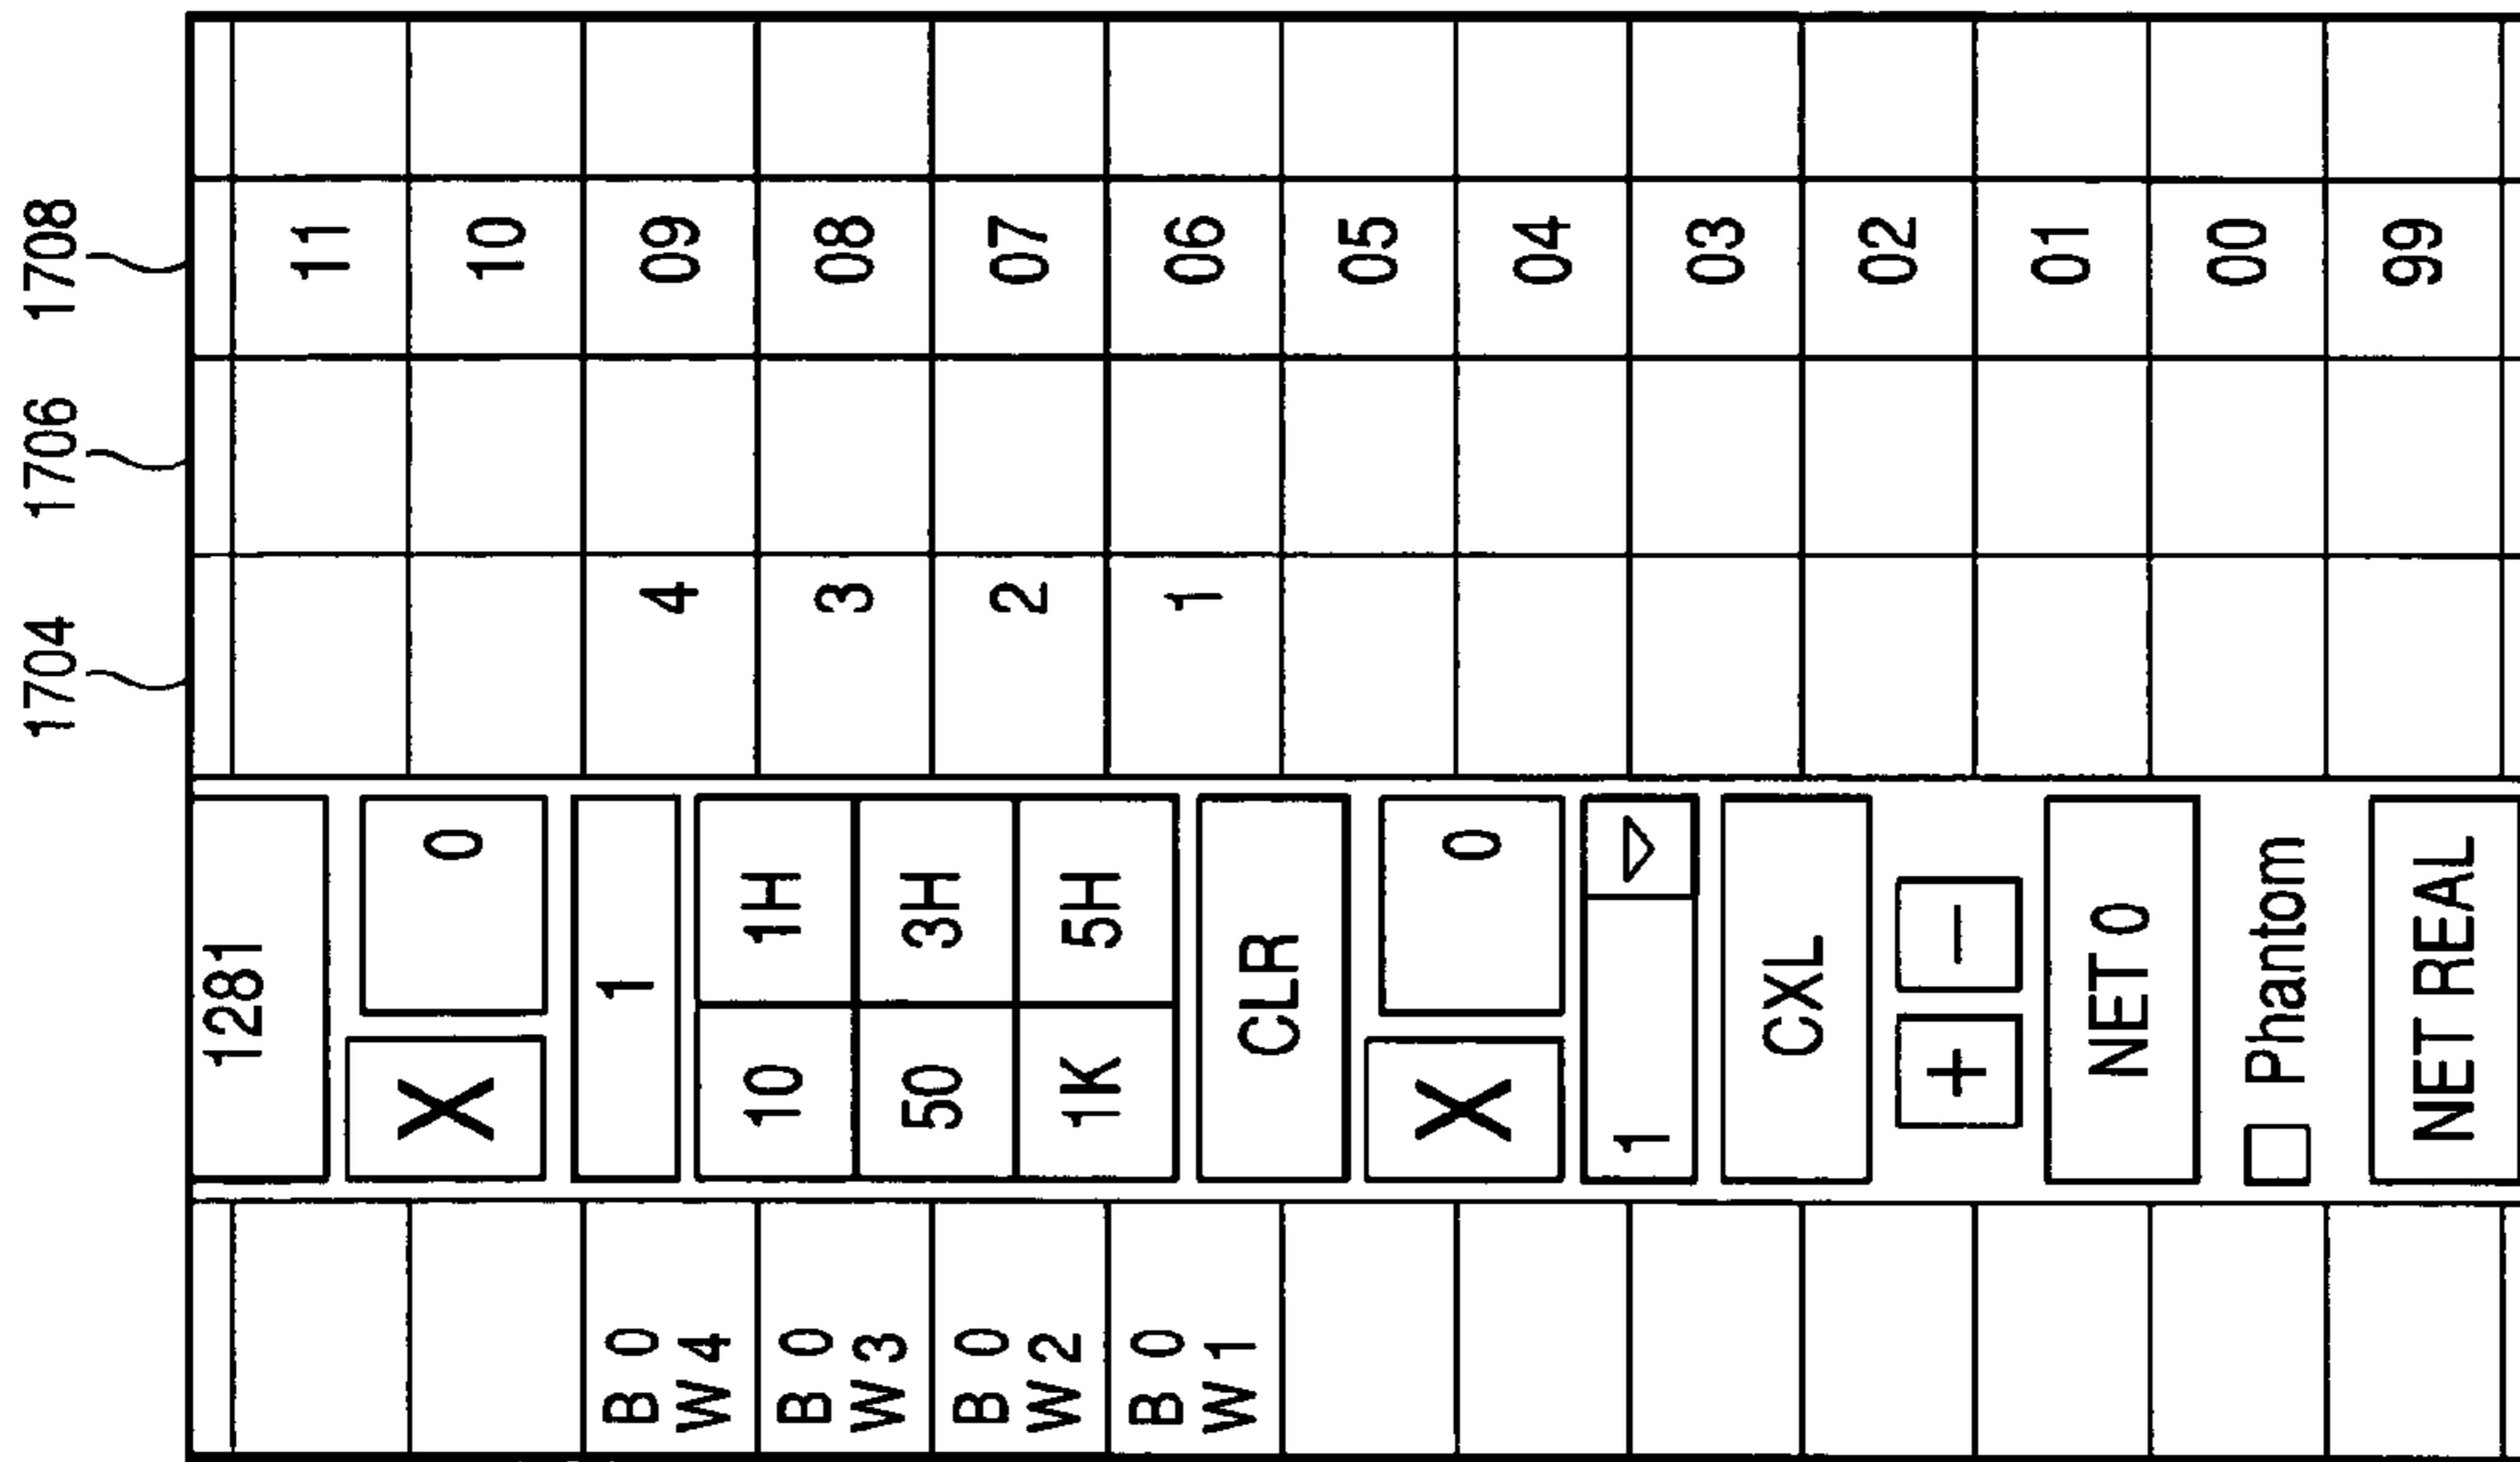 1704 1706 1708
B 0
W 4
B 0
W 3
B 0
W 2
B 0
W 1
1281
X 0
1
10 1H
50 3H
1K 5H
CLR
X 0
1
CXL
+ −
NET 0
Phantom
NET REAL
4
3
2
1
11
10
09
08
07
06
05
04
03
02
01
00
99